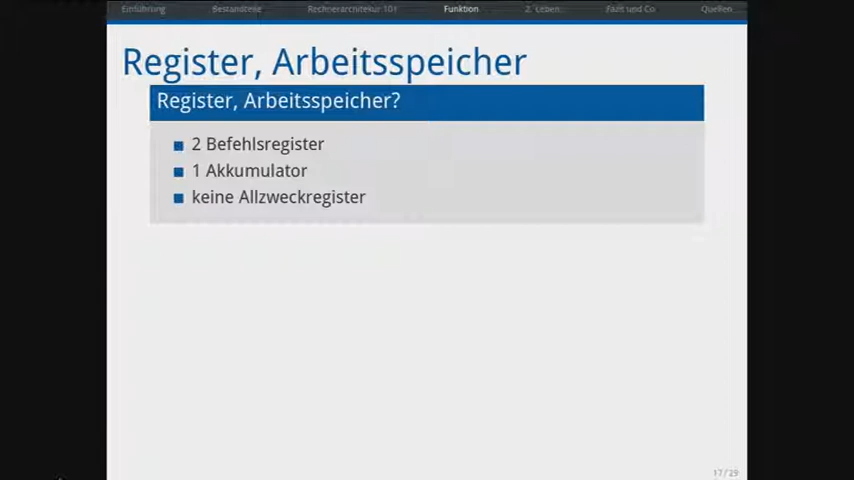 Einführung Bestandteile Rechnerarchitektur 101 Funktion 2. Leben Fazit und Co Quellen
Register, Arbeitsspeicher
Register, Arbeitsspeicher?
2 Befehlsregister
1 Akkumulator
keine Allzweckregister
17/29